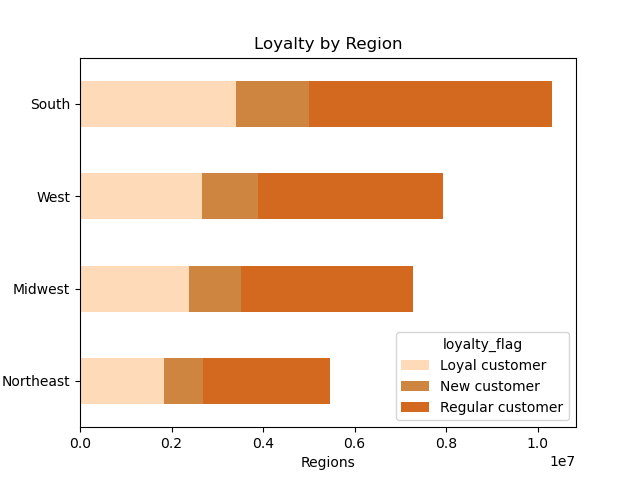 Loyalty by Region
South
West
Midwest
Northeast
loyalty_flag
Loyal customer
New customer
Regular customer
0.0 0.2 0.4 0.6 0.8 1.0
1e7
Regions